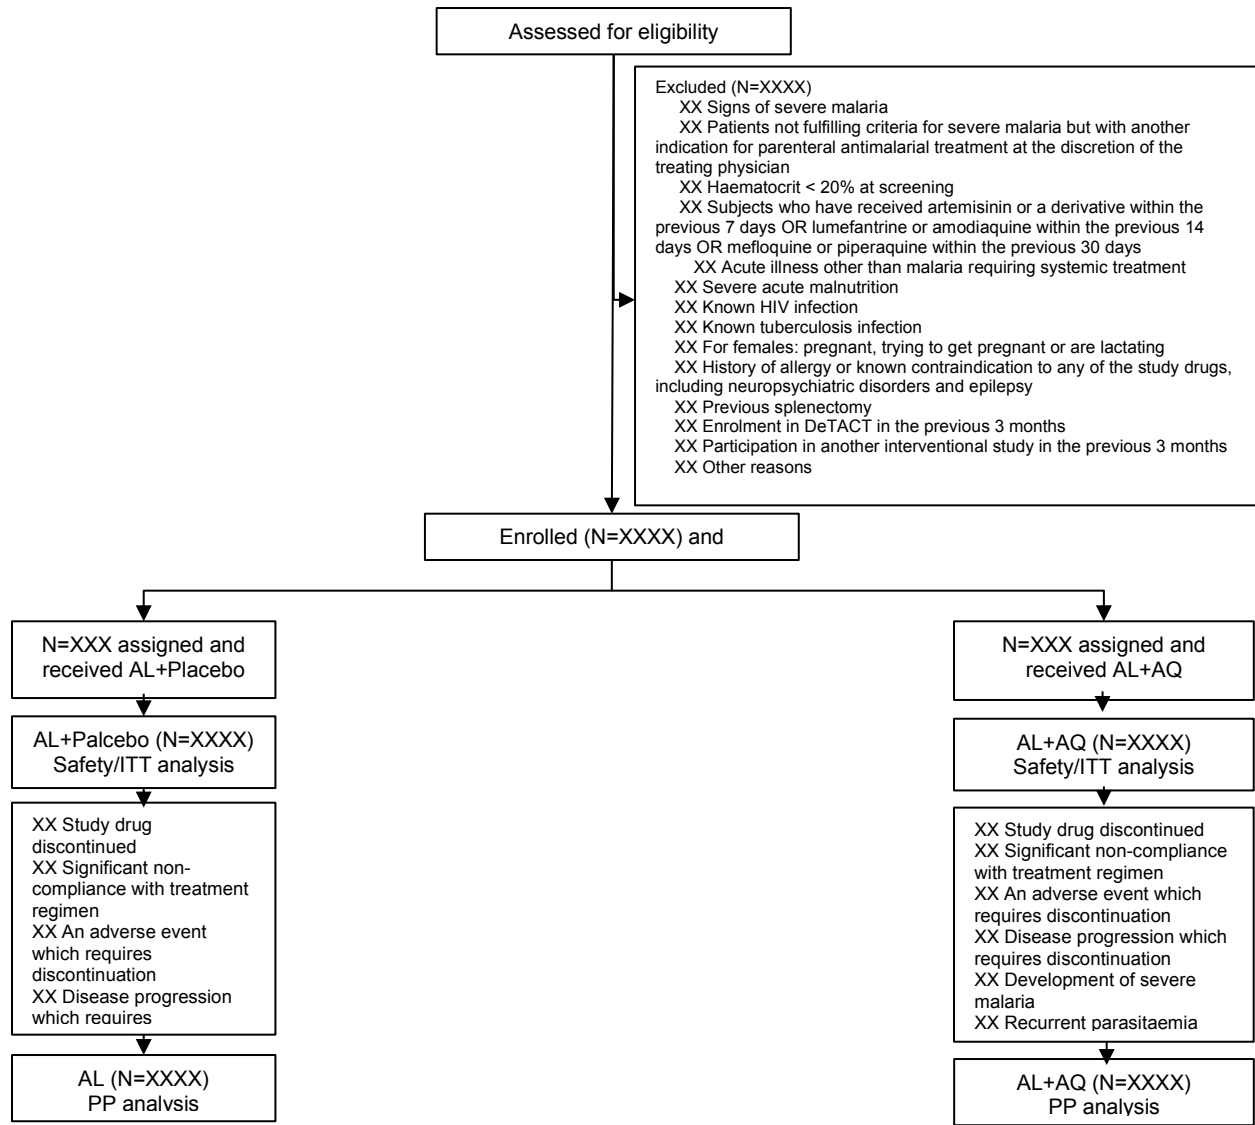 Assessed for eligibility
Excluded (N=XXXX)
XX Signs of severe malaria
XX Patients not fulfilling criteria for severe malaria but with another
indication for parenteral antimalarial treatment at the discretion of the
treating physician
XX Haematocrit < 20% at screening
XX Subjects who have received artemisinin or a derivative within the
previous 7 days OR lumefantrine or amodiaquine within the previous 14
days OR mefloquine or piperaquine within the previous 30 days
XX Acute illness other than malaria requiring systemic treatment
XX Severe acute malnutrition
XX Known HIV infection
XX Known tuberculosis infection
XX For females: pregnant, trying to get pregnant or are lactating
XX History of allergy or known contraindication to any of the study drugs,
including neuropsychiatric disorders and epilepsy
XX Previous splenectomy
XX Enrolment in DeTACT in the previous 3 months
XX Participation in another interventional study in the previous 3 months
XX Other reasons
Enrolled (N=XXXX) and
N=XXX assigned and
received AL+Placebo
AL+Palcebo (N=XXXX)
Safety/ITT analysis
XX Study drug
discontinued
XX Significant non-
compliance with treatment
regimen
XX An adverse event
which requires
discontinuation
XX Disease progression
which requires
AL (N=XXXX)
PP analysis
N=XXX assigned and
received AL+AQ
AL+AQ (N=XXXX)
Safety/ITT analysis
XX Study drug discontinued
XX Significant non-compliance
with treatment regimen
XX An adverse event which
requires discontinuation
XX Disease progression which
requires discontinuation
XX Development of severe
malaria
XX Recurrent parasitaemia
AL+AQ (N=XXXX)
PP analysis